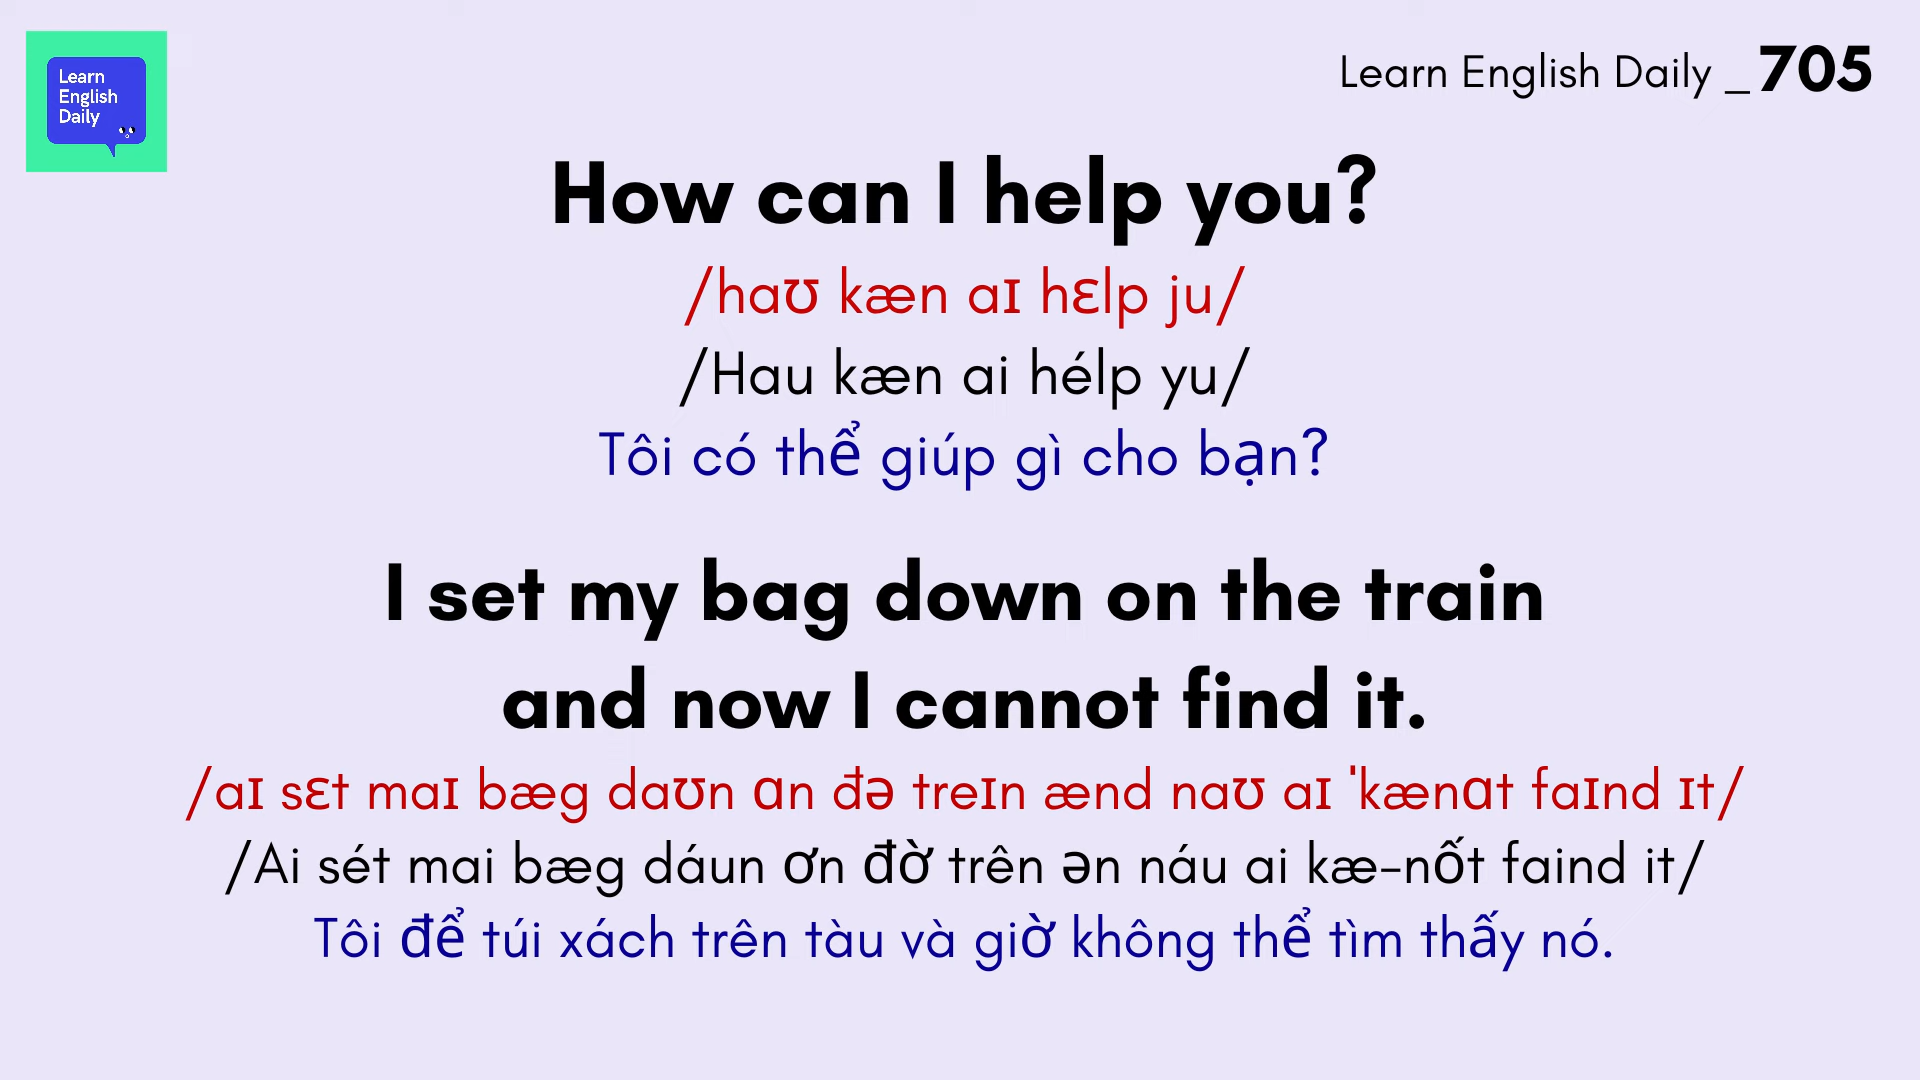 Learn
English
Daily
Learn English Daily _705
How can I help you?
/haʊ kæn aɪ hɛlp ju/
/Hau kæn ai hélp yu/
Tôi có thể giúp gì cho bạn?
I set my bag down on the train
and now I cannot find it.
/aɪ sɛt maɪ bæg daʊn ɑn đə treɪn ænd naʊ aɪ ˈkænɑt faɪnd ɪt/
/Ai sét mai bæg dáun ơn đờ trên ən náu ai kæ-nốt faind it/
Tôi để túi xách trên tàu và giờ không thể tìm thấy nó.